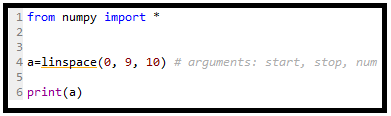 1 from numpy import *
2
3
4 a=linspace(0, 9, 10) # arguments: start, stop, num
5
6 print(a)